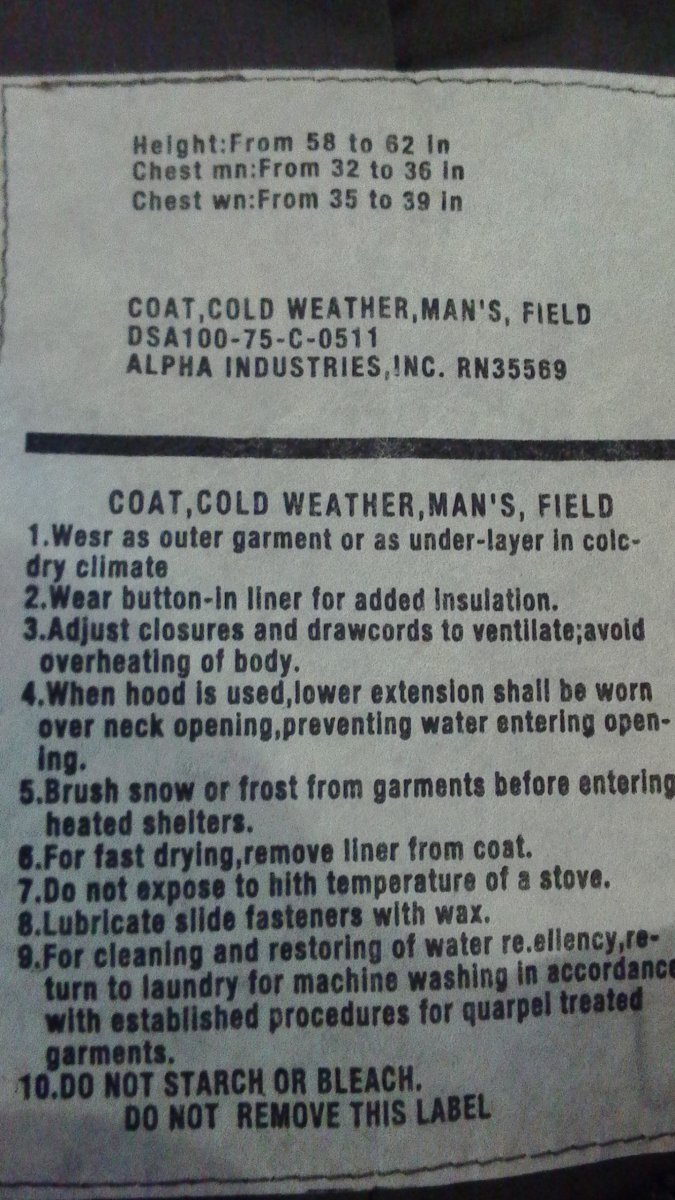 Height:From 58 to 62 in
Chest mn:From 32 to 36 in
Chest wn:From 35 to 39 in
COAT,COLD WEATHER,MAN'S, FIELD
DSA100-75-C-0511
ALPHA INDUSTRIES,INC. RN35569
COAT,COLD WEATHER,MAN'S, FIELD
1.Wesr as outer garment or as under-layer in colc-
dry climate
2.Wear button-in liner for added insulation.
3.Adjust closures and drawcords to ventilate;avoid
overheating of body.
4.When hood is used,lower extension shall be worn
over neck opening,preventing water entering open-
ing.
5.Brush snow or frost from garments before entering
heated shelters.
6.For fast drying,remove liner from coat.
7.Do not expose to hith temperature of a stove.
8.Lubricate slide fasteners with wax.
9.For cleaning and restoring of water re.ellency,re-
turn to laundry for machine washing in accordance
with established procedures for quarpel treated
garments.
10.DO NOT STARCH OR BLEACH.
DO NOT REMOVE THIS LABEL